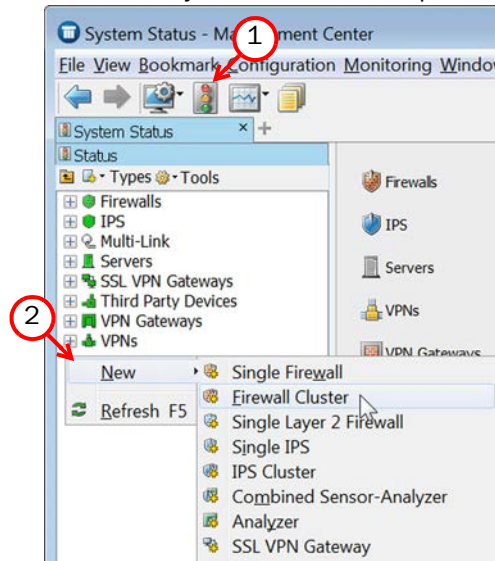 System Status - Ma ment Center
1
File View Bookmark Configuration Monitoring Windo
System Status × +
Status
Types Tools
Firewalls
IPS
Multi-Link
Servers
SSL VPN Gateways
Third Party Devices
VPN Gateways
VPNs
Firewalls
IPS
Servers
VPNs
VPN Gateways
2
New
Refresh F5
Single Firewall
Firewall Cluster
Single Layer 2 Firewall
Single IPS
IPS Cluster
Combined Sensor-Analyzer
Analyzer
SSL VPN Gateway